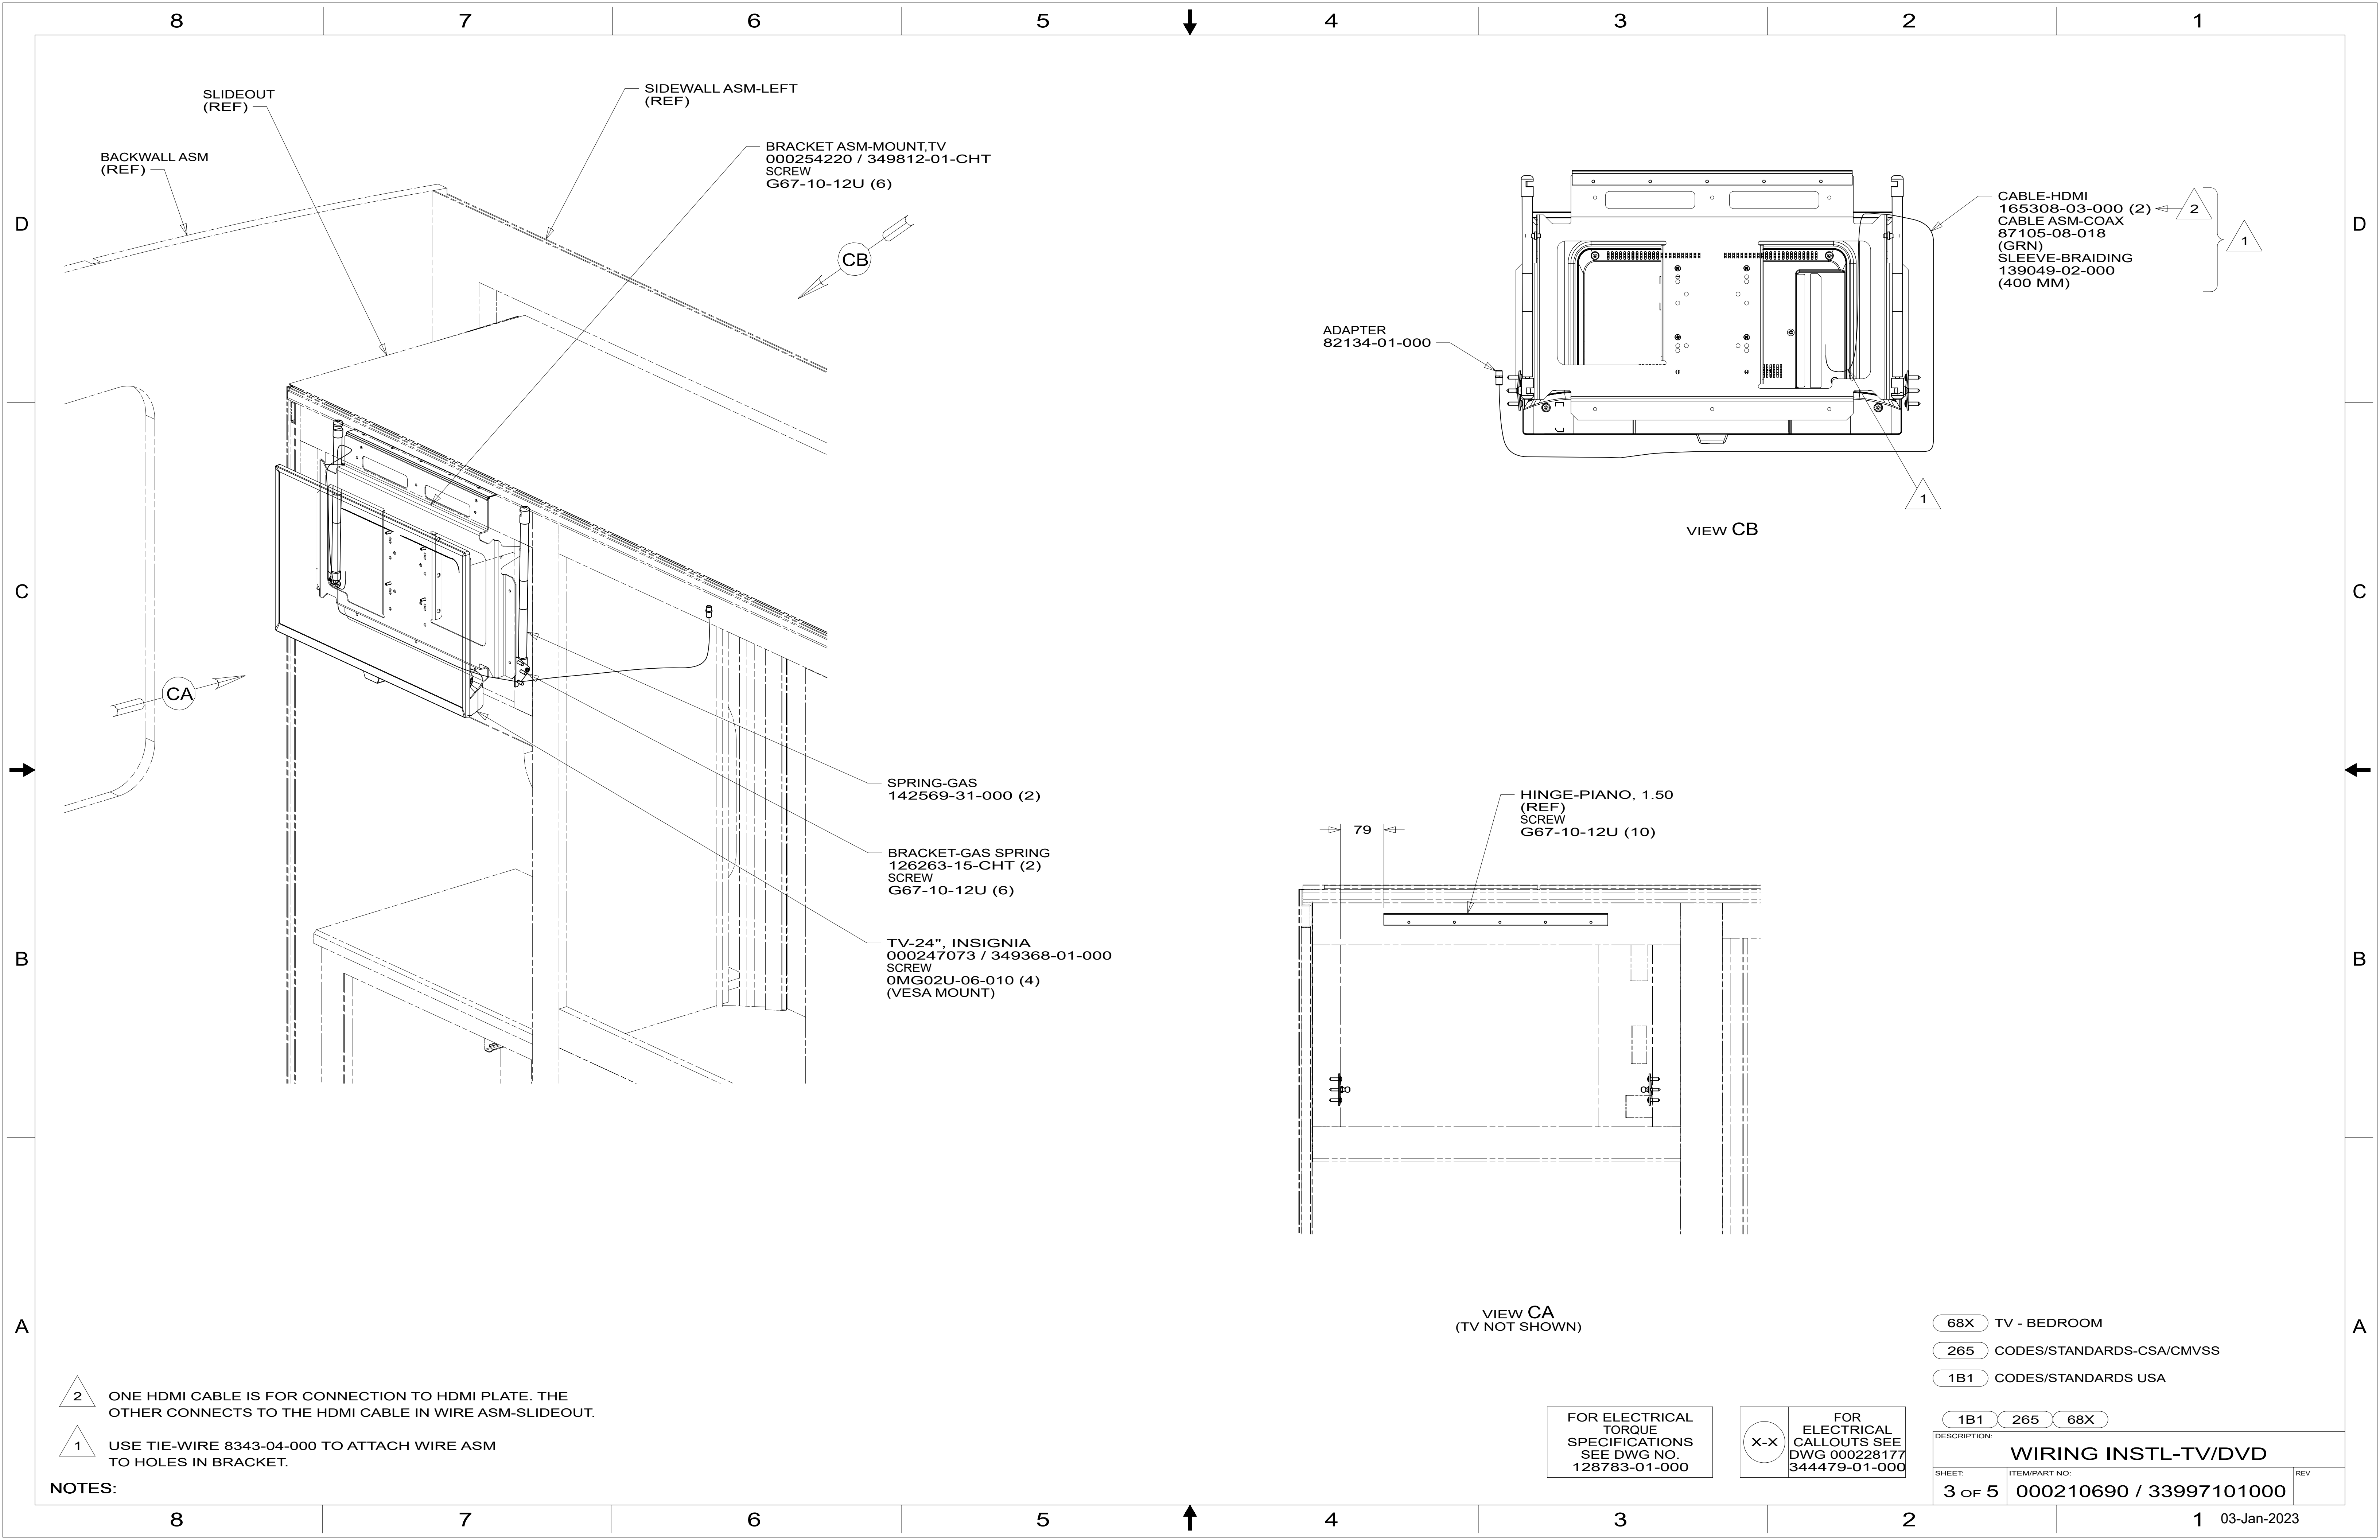 8 7 6 5 4 3 2 1
D
C
B
A
D
C
B
A
SLIDEOUT
(REF)
SIDEWALL ASM-LEFT
(REF)
BACKWALL ASM
(REF)
BRACKET ASM-MOUNT,TV
000254220 / 349812-01-CHT
SCREW
G67-10-12U (6)
CB
CA
SPRING-GAS
142569-31-000 (2)
BRACKET-GAS SPRING
126263-15-CHT (2)
SCREW
G67-10-12U (6)
TV-24", INSIGNIA
000247073 / 349368-01-000
SCREW
0MG02U-06-010 (4)
(VESA MOUNT)
CABLE-HDMI
165308-03-000 (2)
2
CABLE ASM-COAX
87105-08-018
(GRN)
SLEEVE-BRAIDING
139049-02-000
(400 MM)
1
ADAPTER
82134-01-000
1
VIEW CB
HINGE-PIANO, 1.50
(REF)
SCREW
G67-10-12U (10)
79
VIEW CA
(TV NOT SHOWN)
2 ONE HDMI CABLE IS FOR CONNECTION TO HDMI PLATE. THE
OTHER CONNECTS TO THE HDMI CABLE IN WIRE ASM-SLIDEOUT.
1 USE TIE-WIRE 8343-04-000 TO ATTACH WIRE ASM
TO HOLES IN BRACKET.
NOTES:
68X TV - BEDROOM
265 CODES/STANDARDS-CSA/CMVSS
1B1 CODES/STANDARDS USA
1B1 265 68X
FOR ELECTRICAL
TORQUE
SPECIFICATIONS
SEE DWG NO.
128783-01-000
X-X
FOR
ELECTRICAL
CALLOUTS SEE
DWG 000228177
344479-01-000
DESCRIPTION:
WIRING INSTL-TV/DVD
SHEET:
3 OF 5
ITEM/PART NO:
000210690 / 33997101000
REV
8 7 6 5 4 3 2 1
03-Jan-2023